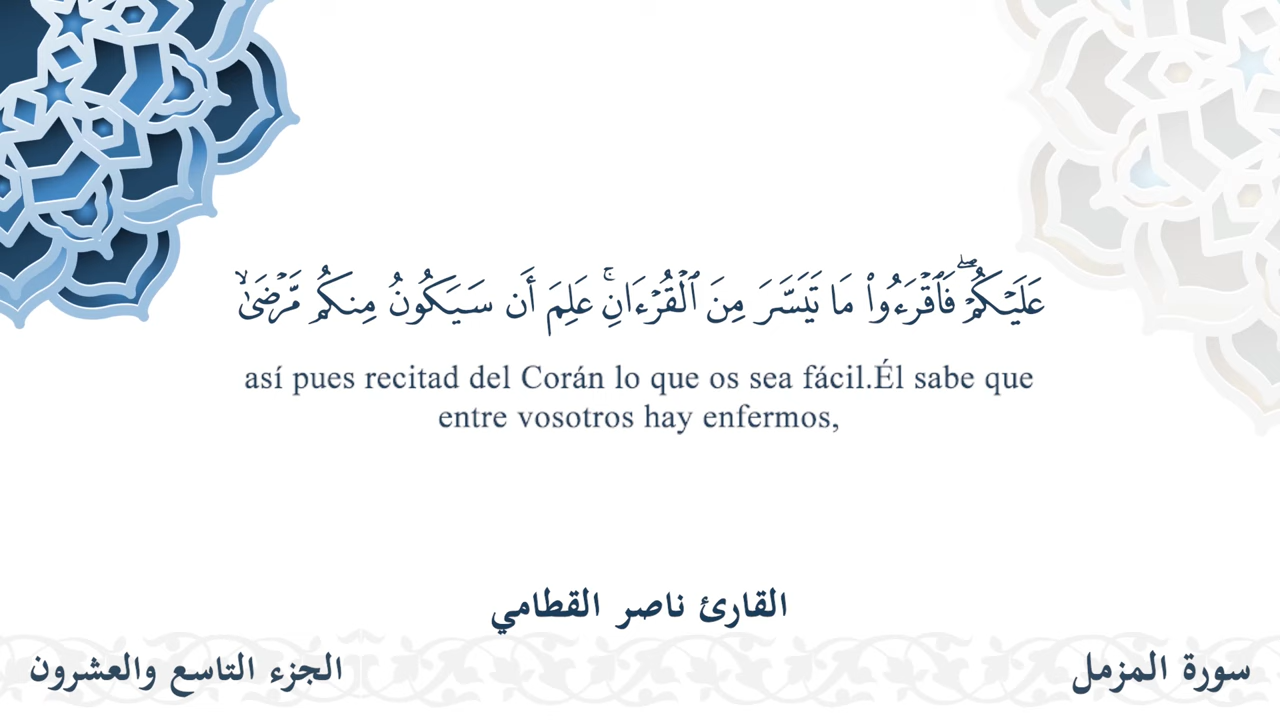 عَلَيۡكُمۡۖ فَٱقۡرَءُواْ مَا تَيَسَّرَ مِنَ ٱلۡقُرۡءَانِۚ عَلِمَ أَن سَيَكُونُ مِنكُم مَّرۡضَىٰ
así pues recitad del Corán lo que os sea fácil.Él sabe que
entre vosotros hay enfermos,
القارئ ناصر القطامي
سورة المزمل
الجزء التاسع والعشرون